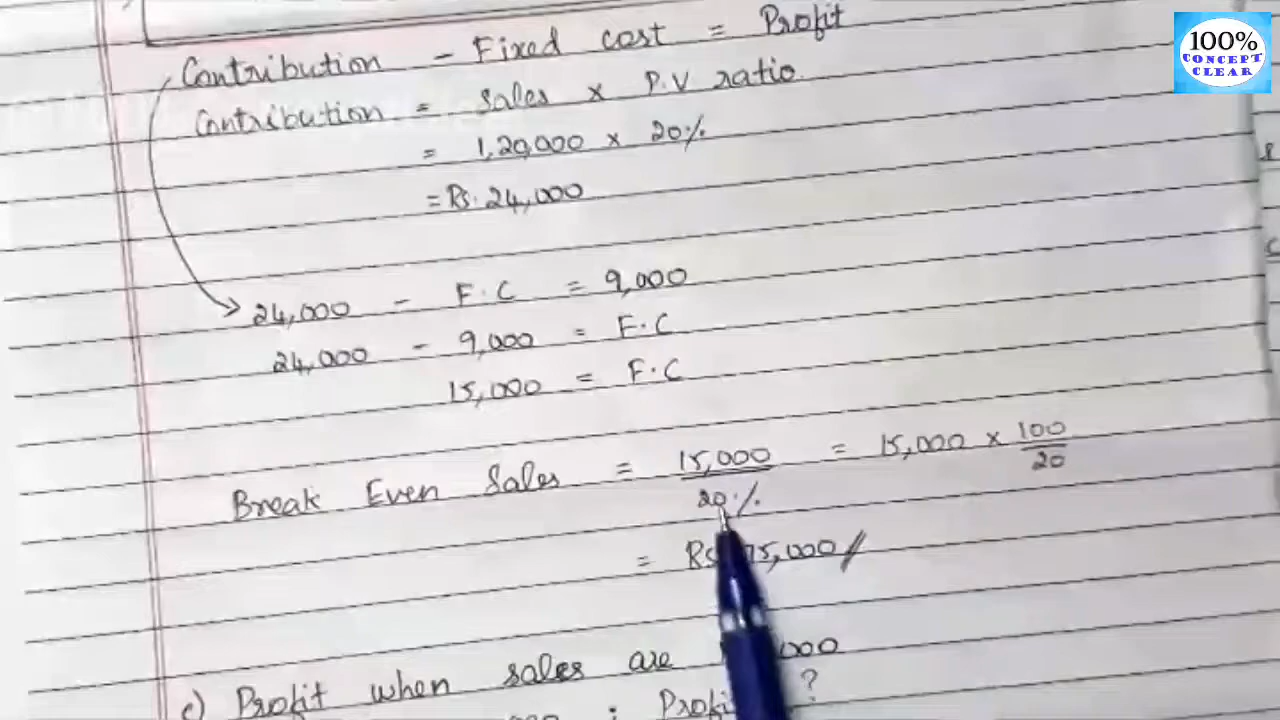 100%
CONCEPT
CLEAR
Contribution - Fixed cost = Profit
Contribution = Sales × P.V ratio
= 1,20,000 × 20%
= Rs. 24,000
24,000 - F.C = 9,000
24,000 - 9,000 = F.C
15,000 = F.C
Break Even Sales = 15,000 / 20% = 15,000 × 100 / 20
= Rs 75,000 //
c) Profit when sales are 000
; Profit ?